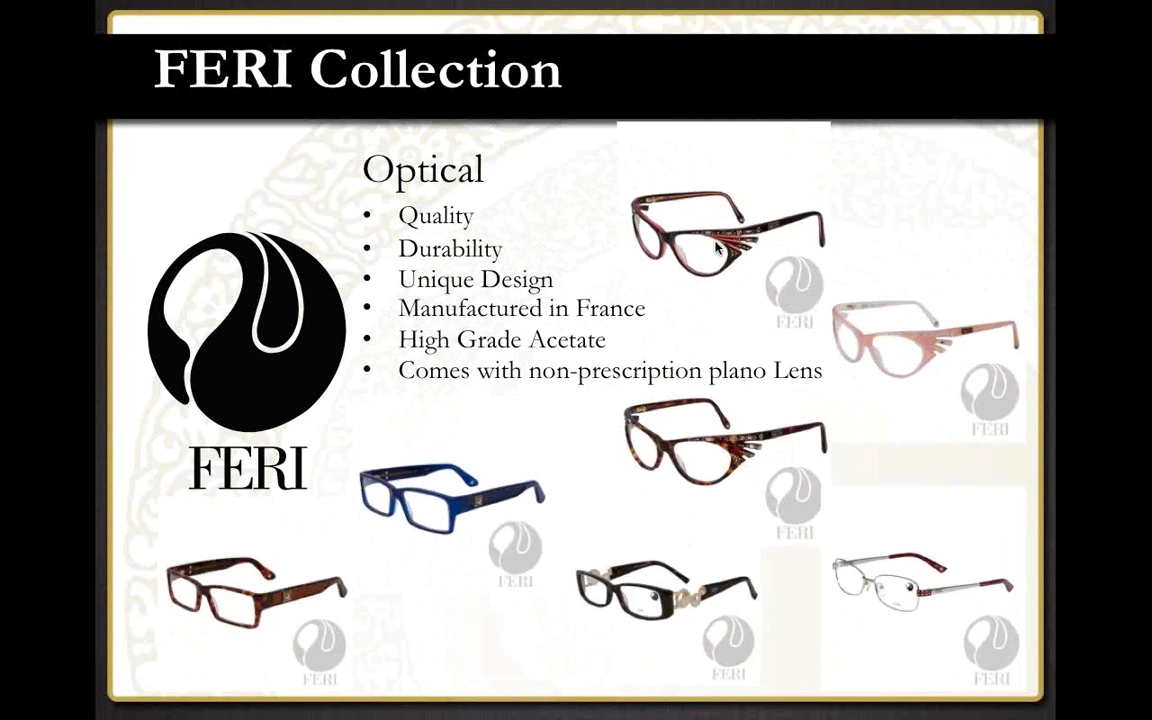 FERI Collection
Optical
• Quality
• Durability
• Unique Design
• Manufactured in France
• High Grade Acetate
• Comes with non-prescription plano Lens
FERI
FERI
FERI
FERI
FERI
FERI
FERI
FERI